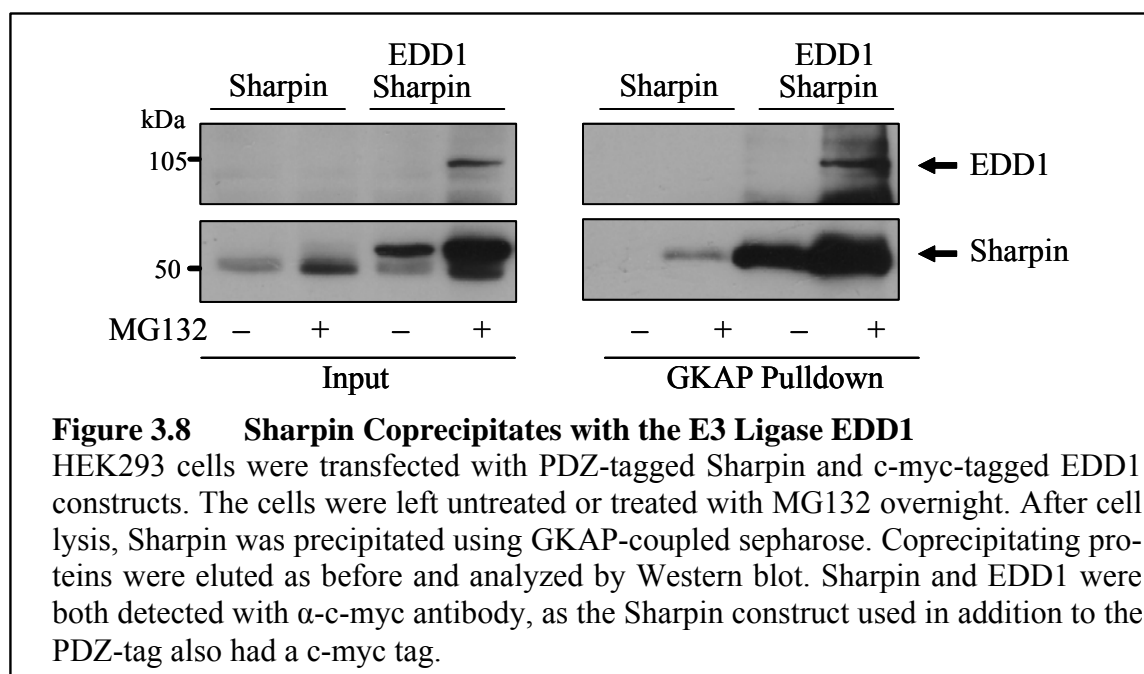 EDD1
EDD1
Sharpin
Sharpin
Sharpin
Sharpin
kDa
105
EDD1
50
Sharpin
MG132 – + – +
– + – +
Input
GKAP Pulldown
Figure 3.8 Sharpin Coprecipitates with the E3 Ligase EDD1
HEK293 cells were transfected with PDZ-tagged Sharpin and c-myc-tagged EDD1
constructs. The cells were left untreated or treated with MG132 overnight. After cell
lysis, Sharpin was precipitated using GKAP-coupled sepharose. Coprecipitating pro-
teins were eluted as before and analyzed by Western blot. Sharpin and EDD1 were
both detected with α-c-myc antibody, as the Sharpin construct used in addition to the
PDZ-tag also had a c-myc tag.